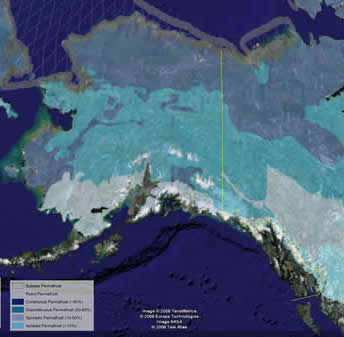 Subsea Permafrost
Relict Permafrost
Continuous Permafrost (>90%)
Discontinuous Permafrost (50-90%)
Sporadic Permafrost (10-50%)
Isolated Permafrost (<10%)
Image © 2008 TerraMetrics
© 2008 Europa Technologies
Image NASA
© 2008 Tele Atlas